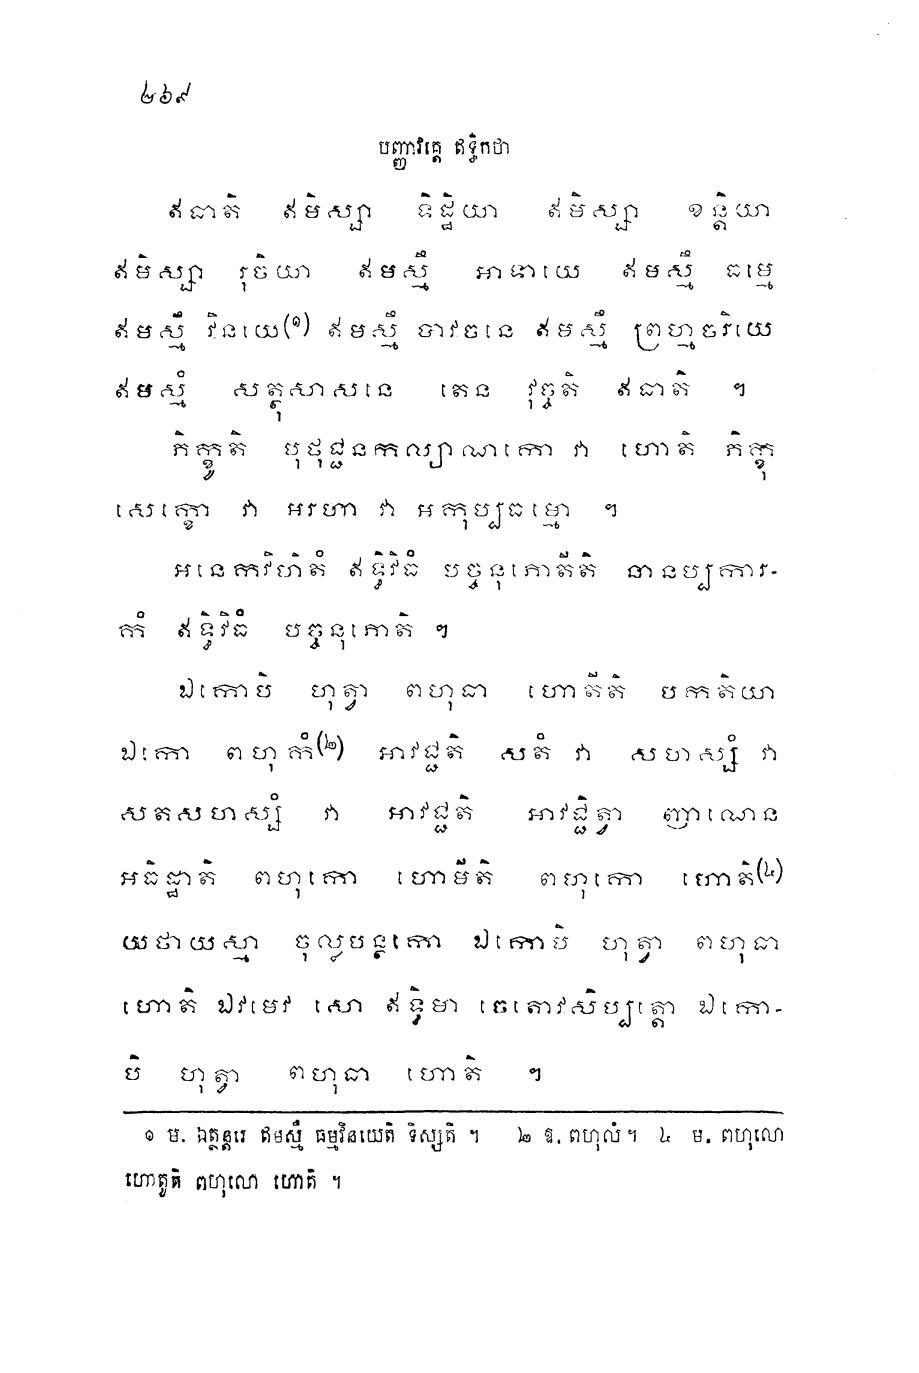 ២៦៩
បញ្ញាវគ្គេ ឥទ្ធិកថា
ឥធាតិ ឥមិស្សា ទិដ្ឋិយា ឥមិស្សា ខន្តិយា
ឥមិស្សា រុចិយា ឥមស្មឹ អាទាយេ ឥមស្មឹ ធម្មេ
ឥមស្មឹ វិនយេ(១) ឥមស្មឹ បាវចនេ ឥមស្មឹ ព្រហ្មចរិយេ
ឥមស្មំ សត្ថុសាសនេ តេន វុច្ចតិ ឥធាតិ ។
ភិក្ខូតិ បុថុជ្ជនកល្យាណកោ វា ហោតិ ភិក្ខុ
សេក្ខោ វា អរហា វា អកុប្បធម្មោ ។
អនេកវិហិតំ ឥទ្ធិវិធំ បច្ចនុភោតីតិ នានប្បការ-
កំ ឥទ្ធិវិធំ បច្ចនុភោតិ ។
ឯកោបិ ហុត្វា ពហុធា ហោតីតិ បកតិយា
ឯកោ ពហុកំ(២) អាវជ្ជតិ សតំ វា សហស្សំ វា
សតសហស្សំ វា អាវជ្ជតិ អាវជ្ជិត្វា ញាណេន
អធិដ្ឋាតិ ពហុកោ ហោមីតិ ពហុកោ ហោតិ(៤)
យថាយស្មា ចុល្លបន្ថកោ ឯកោបិ ហុត្វា ពហុធា
ហោតិ ឯវមេវ សោ ឥទ្ធិមា ចេតោវសិប្បត្តោ ឯកោ-
បិ ហុត្វា ពហុធា ហោតិ ។
១ ម. ឯត្ថន្តរេ ឥមស្មឹ ធម្មវិនយេតិ ទិស្សតិ ។ ២ ឱ. ពហុលំ។ ៤ ម. ពហុលោ
ហោតូតិ ពហុលោ ហោតិ ។